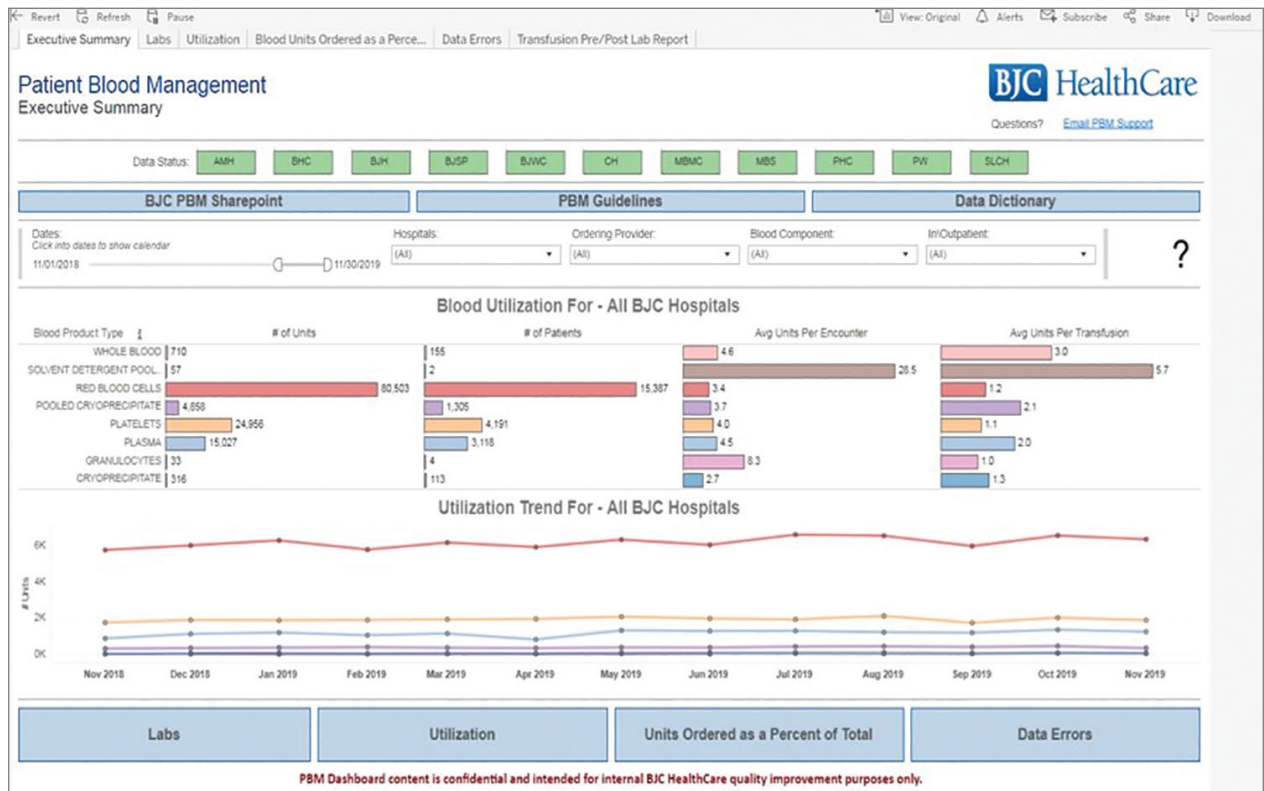 Revert Refresh Pause View: Original Alerts Subscribe Share Download
Executive Summary Labs Utilization Blood Units Ordered as a Perce... Data Errors Transfusion Pre/Post Lab Report
Patient Blood Management
Executive Summary
BJC HealthCare
Questions? Email PBM Support
Data Status: AMH BHC BJH BJSP BJWC CH MBMC MBS PHC PW SLCH
BJC PBM Sharepoint PBM Guidelines Data Dictionary
Dates: Hospitals: Ordering Provider: Blood Component: In\Outpatient:
Click into dates to show calendar
(All) (All) (All) (All) ?
11/01/2018 11/30/2019
Blood Utilization For - All BJC Hospitals
Blood Product Type # of Units # of Patients Avg Units Per Encounter Avg Units Per Transfusion
WHOLE BLOOD 710 155 4.6 3.0
SOLVENT DETERGENT POOL.. 57 2 28.5 5.7
RED BLOOD CELLS 80,503 15,387 3.4 1.2
POOLED CRYOPRECIPITATE 4,858 1,305 3.7 2.1
PLATELETS 24,956 4,191 4.0 1.1
PLASMA 15,027 3,118 4.5 2.0
GRANULOCYTES 33 4 8.3 1.0
CRYOPRECIPITATE 316 113 2.7 1.3
Utilization Trend For - All BJC Hospitals
6K
4K
# Units
2K
0K
Nov 2018 Dec 2018 Jan 2019 Feb 2019 Mar 2019 Apr 2019 May 2019 Jun 2019 Jul 2019 Aug 2019 Sep 2019 Oct 2019 Nov 2019
Labs Utilization Units Ordered as a Percent of Total Data Errors
PBM Dashboard content is confidential and intended for internal BJC HealthCare quality improvement purposes only.